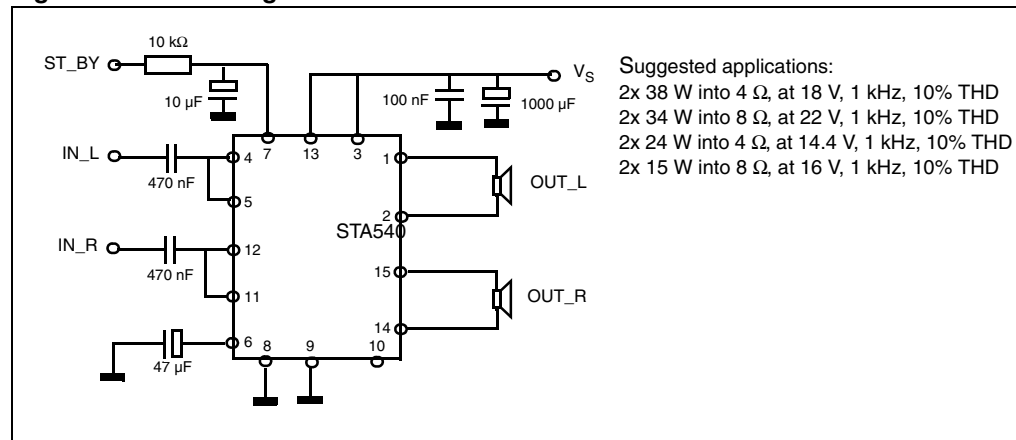 10 kΩ
ST_BY
10 µF
100 nF
1000 µF
V_S
Suggested applications:
2x 38 W into 4 Ω, at 18 V, 1 kHz, 10% THD
2x 34 W into 8 Ω, at 22 V, 1 kHz, 10% THD
2x 24 W into 4 Ω, at 14.4 V, 1 kHz, 10% THD
2x 15 W into 8 Ω, at 16 V, 1 kHz, 10% THD
7
13
3
IN_L
470 nF
4
5
1
2
OUT_L
STA540
IN_R
470 nF
12
11
15
14
OUT_R
47 µF
6
8
9
10